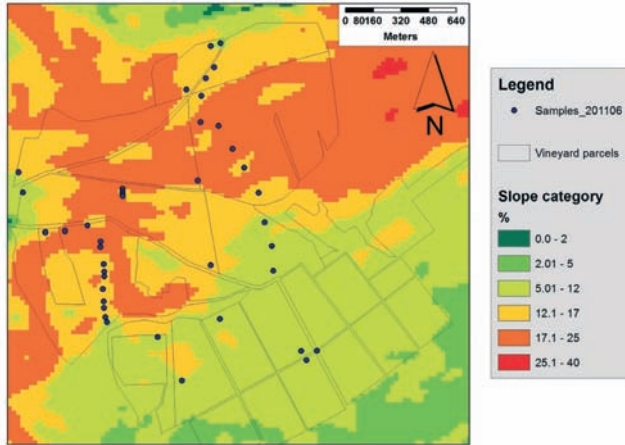 0 80160 320 480 640
Meters
N
Legend
Samples_201106
Vineyard parcels
Slope category
%
0.0 - 2
2.01 - 5
5.01 - 12
12.1 - 17
17.1 - 25
25.1 - 40